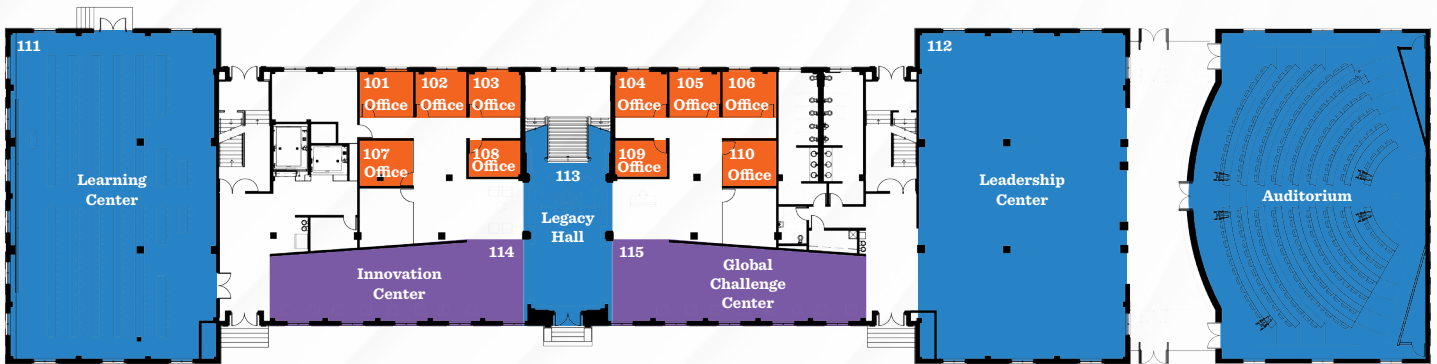 111
Learning
Center
101
Office
102
Office
103
Office
107
Office
108
Office
114
Innovation
Center
113
Legacy
Hall
104
Office
105
Office
106
Office
109
Office
110
Office
115
Global
Challenge
Center
112
Leadership
Center
Auditorium